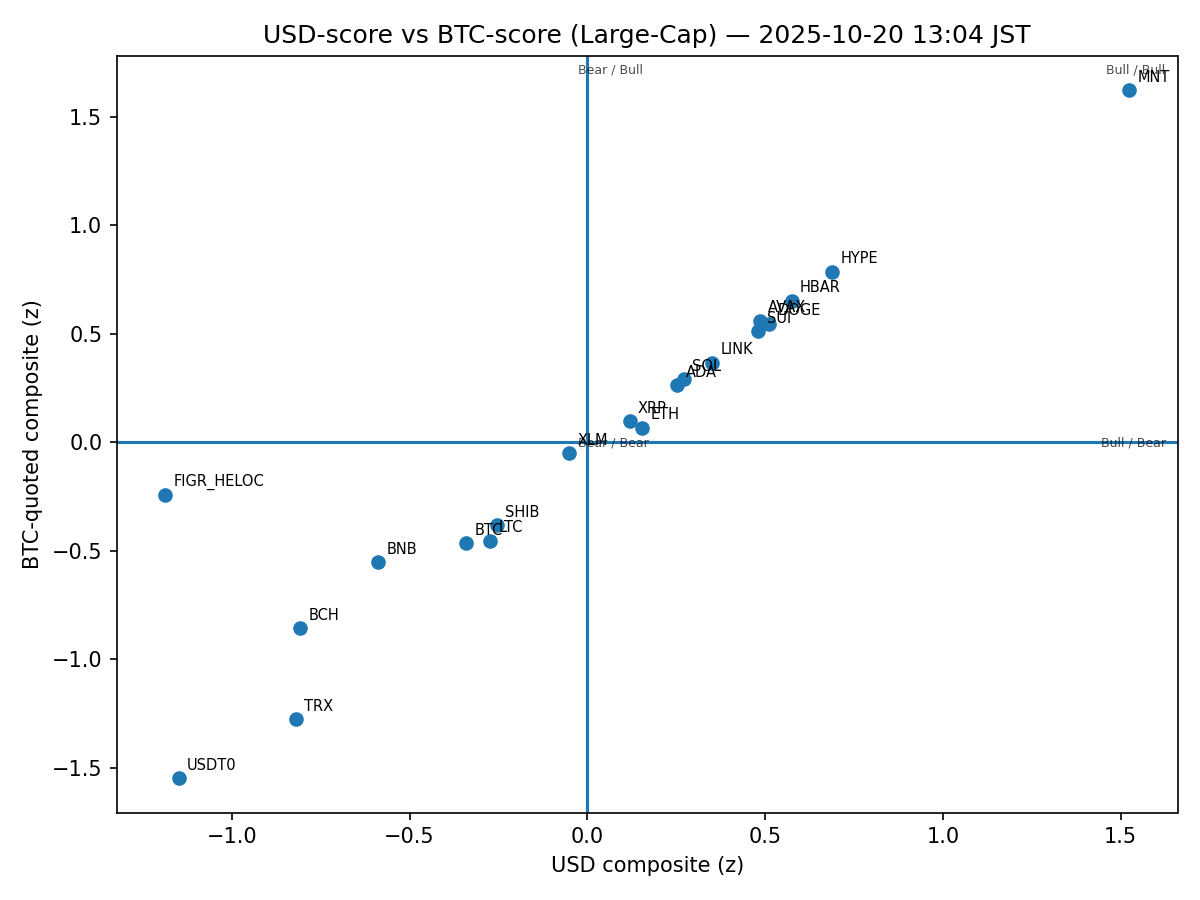 USD-score vs BTC-score (Large-Cap) — 2025-10-20 13:04 JST
Bear / Bull
Bull / Bull
MNT
1.5
1.0
HYPE
HBAR
AVAX
DOGE
SUI
0.5
LINK
SOL
ADA
XRP
ETH
XLM
0.0
Bear / Bear
Bull / Bear
FIGR_HELOC
SHIB
BTC
LTC
−0.5
BNB
BCH
−1.0
TRX
USDT0
−1.5
−1.0
−0.5
0.0
0.5
1.0
1.5
USD composite (z)
BTC-quoted composite (z)